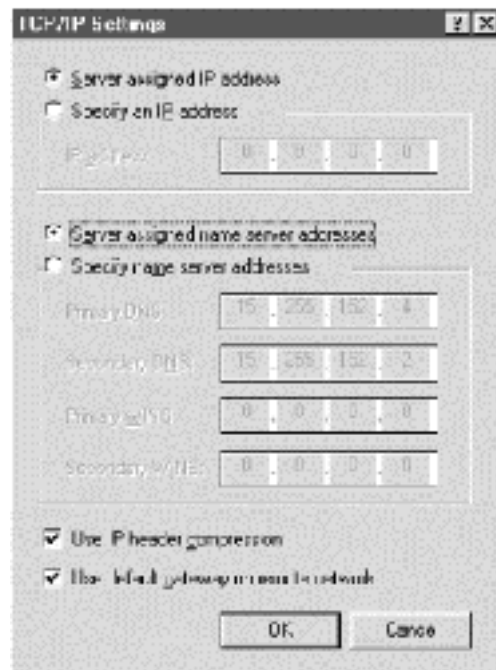 TCP/IP Settings
Server assigned IP address
Specify an IP address
IP address:
0 . 0 . 0 . 0
Server assigned name server addresses
Specify name server addresses
Primary DNS:
15 . 255 . 152 . 4
Secondary DNS:
15 . 255 . 152 . 2
Primary WINS:
0 . 0 . 0 . 0
Secondary WINS:
0 . 0 . 0 . 0
Use IP header compression
Use default gateway on remote network
OK Cancel